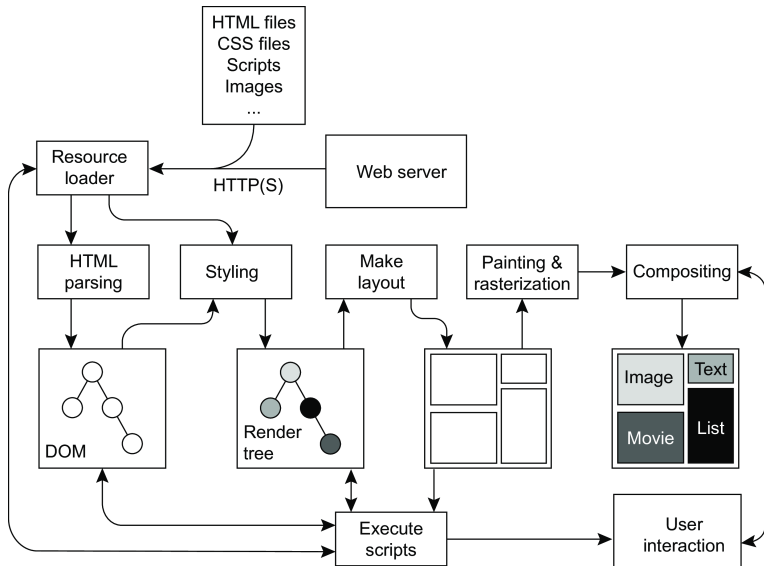 HTML files
CSS files
Scripts
Images
...
Resource
loader
HTTP(S)
Web server
HTML
parsing
Styling
Make
layout
Painting &
rasterization
Compositing
DOM
Render
tree
Image
Text
Movie
List
Execute
scripts
User
interaction